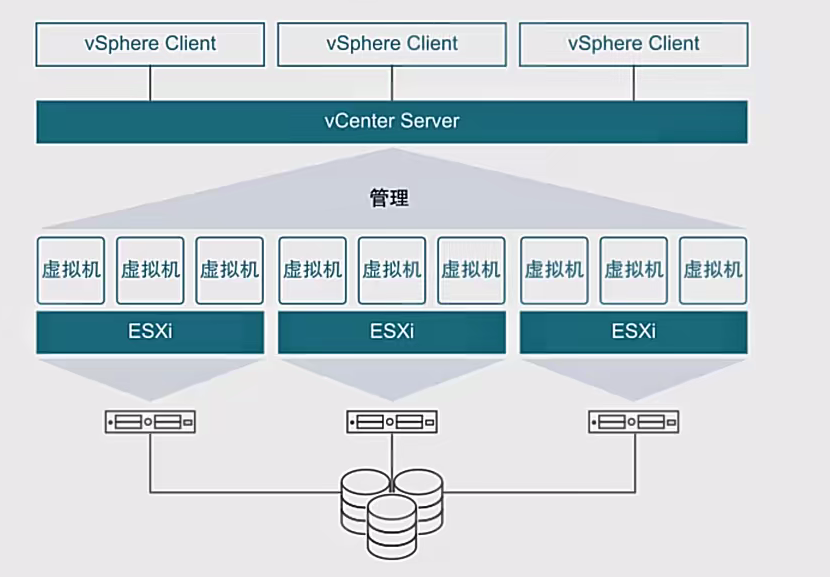 vSphere Client vSphere Client vSphere Client
vCenter Server
管理
虚拟机 虚拟机 虚拟机 虚拟机 虚拟机 虚拟机 虚拟机 虚拟机 虚拟机
ESXi ESXi ESXi